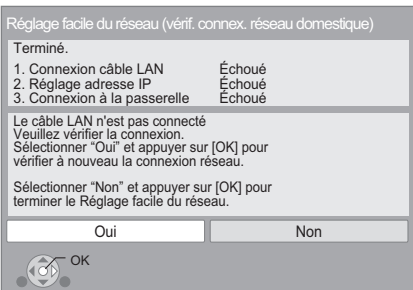 Réglage facile du réseau (vérif. connex. réseau domestique)
Terminé.
1. Connexion câble LAN Échoué
2. Réglage adresse IP Échoué
3. Connexion à la passerelle Échoué
Le câble LAN n'est pas connecté
Veuillez vérifier la connexion.
Sélectionner “Oui” et appuyer sur [OK] pour
vérifier à nouveau la connexion réseau.
Sélectionner “Non” et appuyer sur [OK] pour
terminer le Réglage facile du réseau.
Oui Non
OK